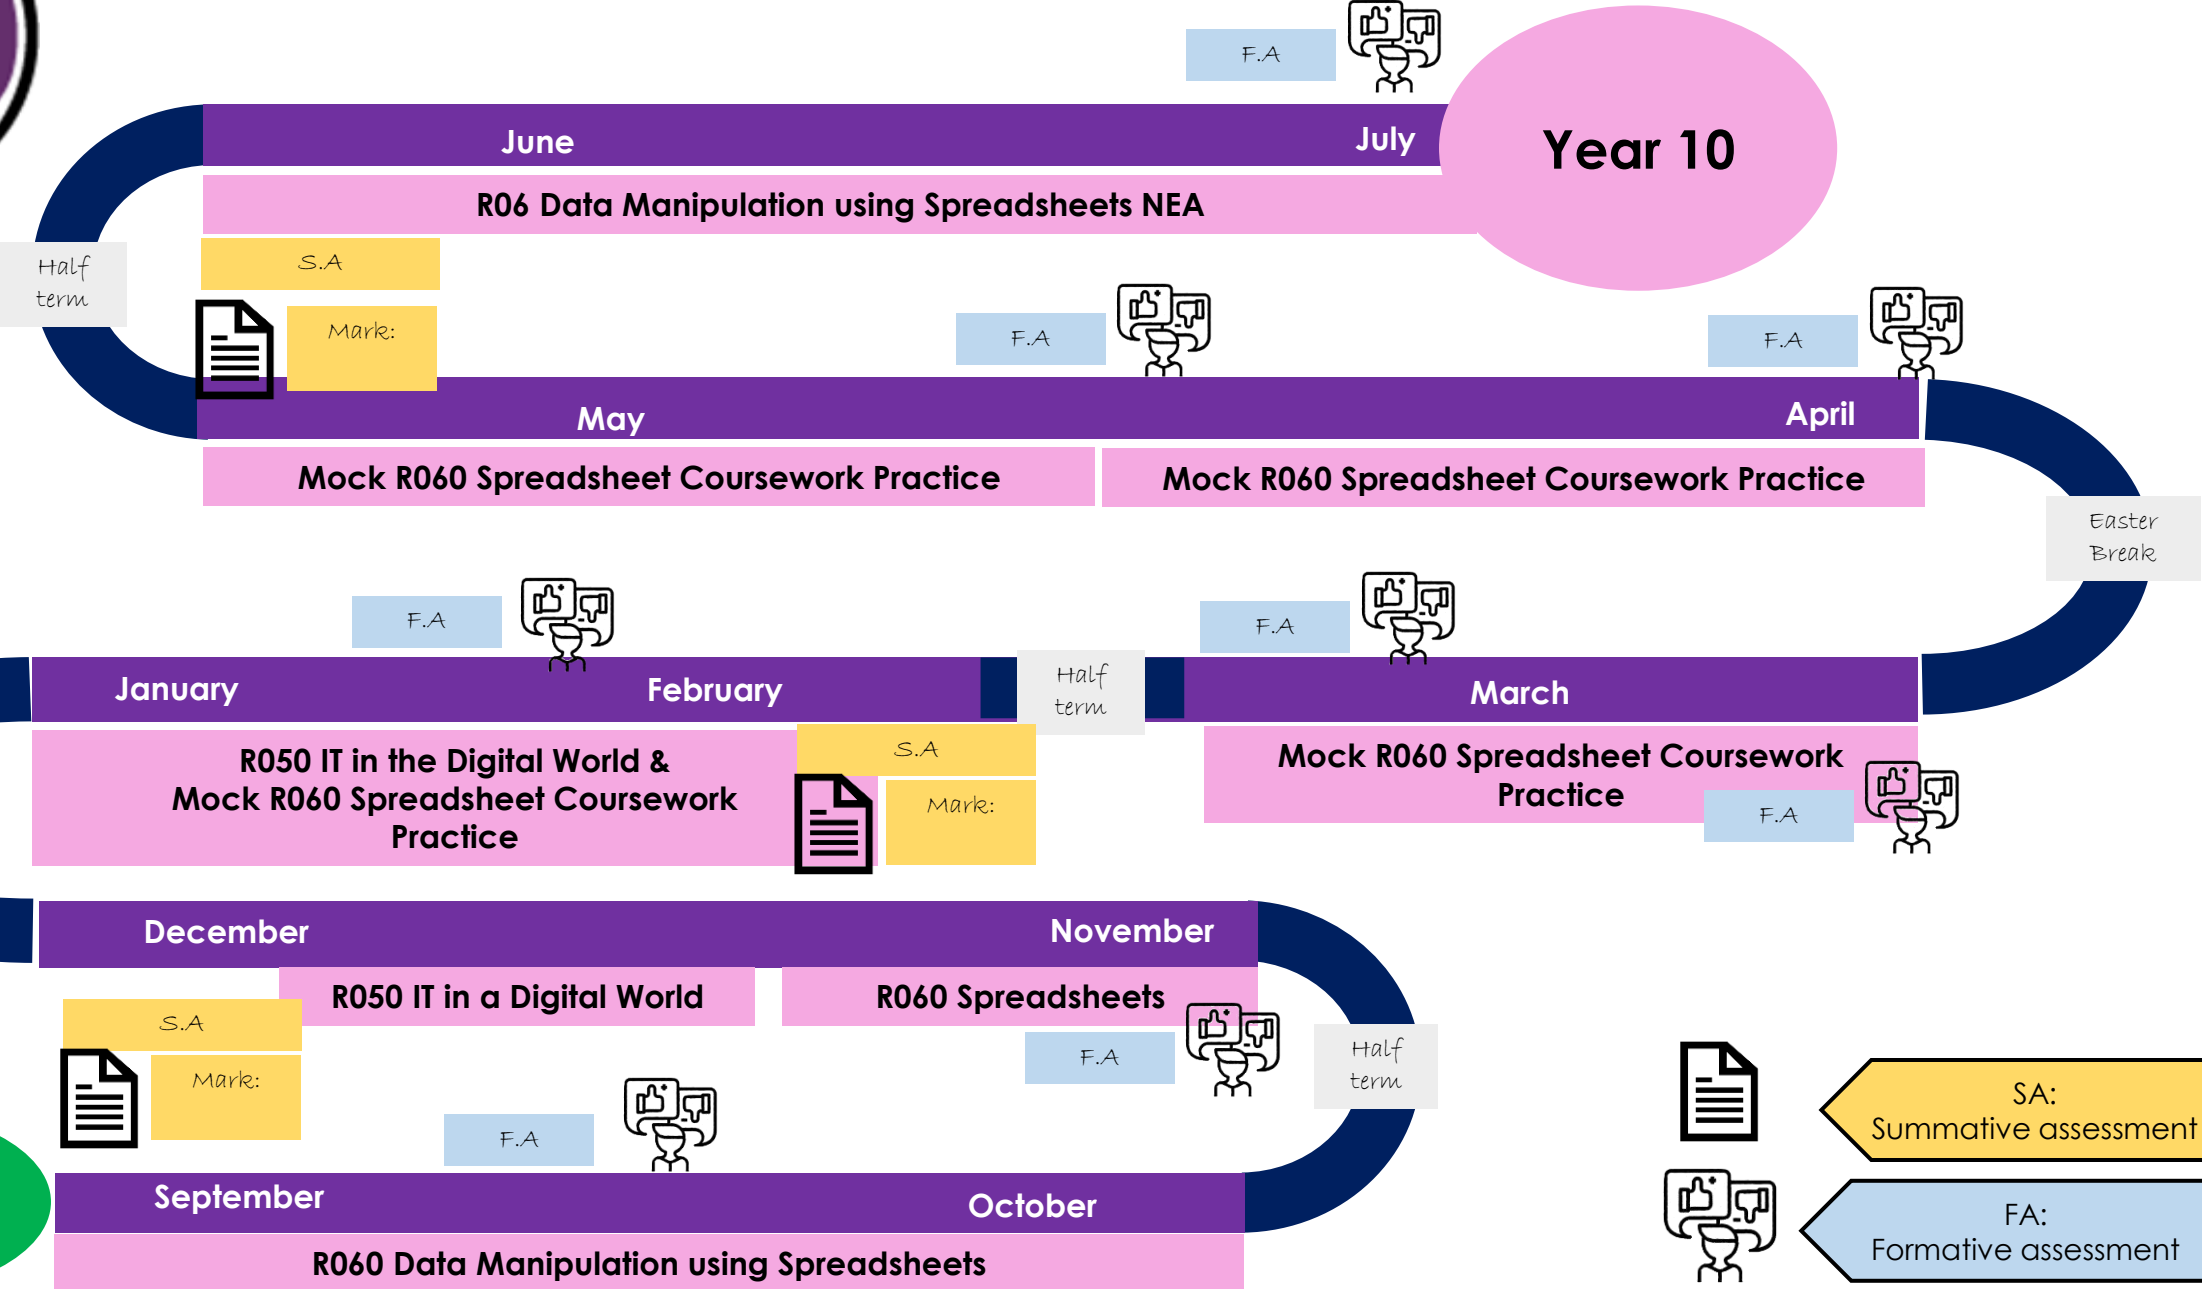 F.A
June
July
Year 10
R06 Data Manipulation using Spreadsheets NEA
Half
term
S.A
Mark:
F.A
F.A
May
April
Mock R060 Spreadsheet Coursework Practice
Mock R060 Spreadsheet Coursework Practice
Easter
Break
F.A
F.A
January
February
Half
term
March
R050 IT in the Digital World &
Mock R060 Spreadsheet Coursework
Practice
S.A
Mark:
Mock R060 Spreadsheet Coursework
Practice
F.A
December
November
R050 IT in a Digital World
R060 Spreadsheets
S.A
Mark:
F.A
Half
term
F.A
September
October
R060 Data Manipulation using Spreadsheets
SA:
Summative assessment
FA:
Formative assessment